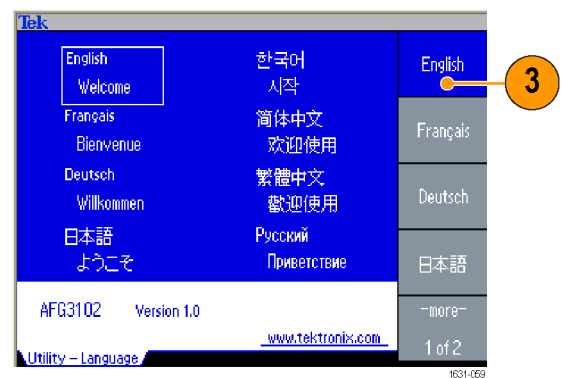 Tek
English
Welcome
Français
Bienvenue
Deutsch
Willkommen
日本語
ようこそ
한국어
시작
简体中文
欢迎使用
繁體中文
歡迎使用
Русский
Приветствие
AFG3102 Version 1.0
www.tektronix.com
Utility – Language
English
Français
Deutsch
日本語
-more-
1 of 2
3
1631-059